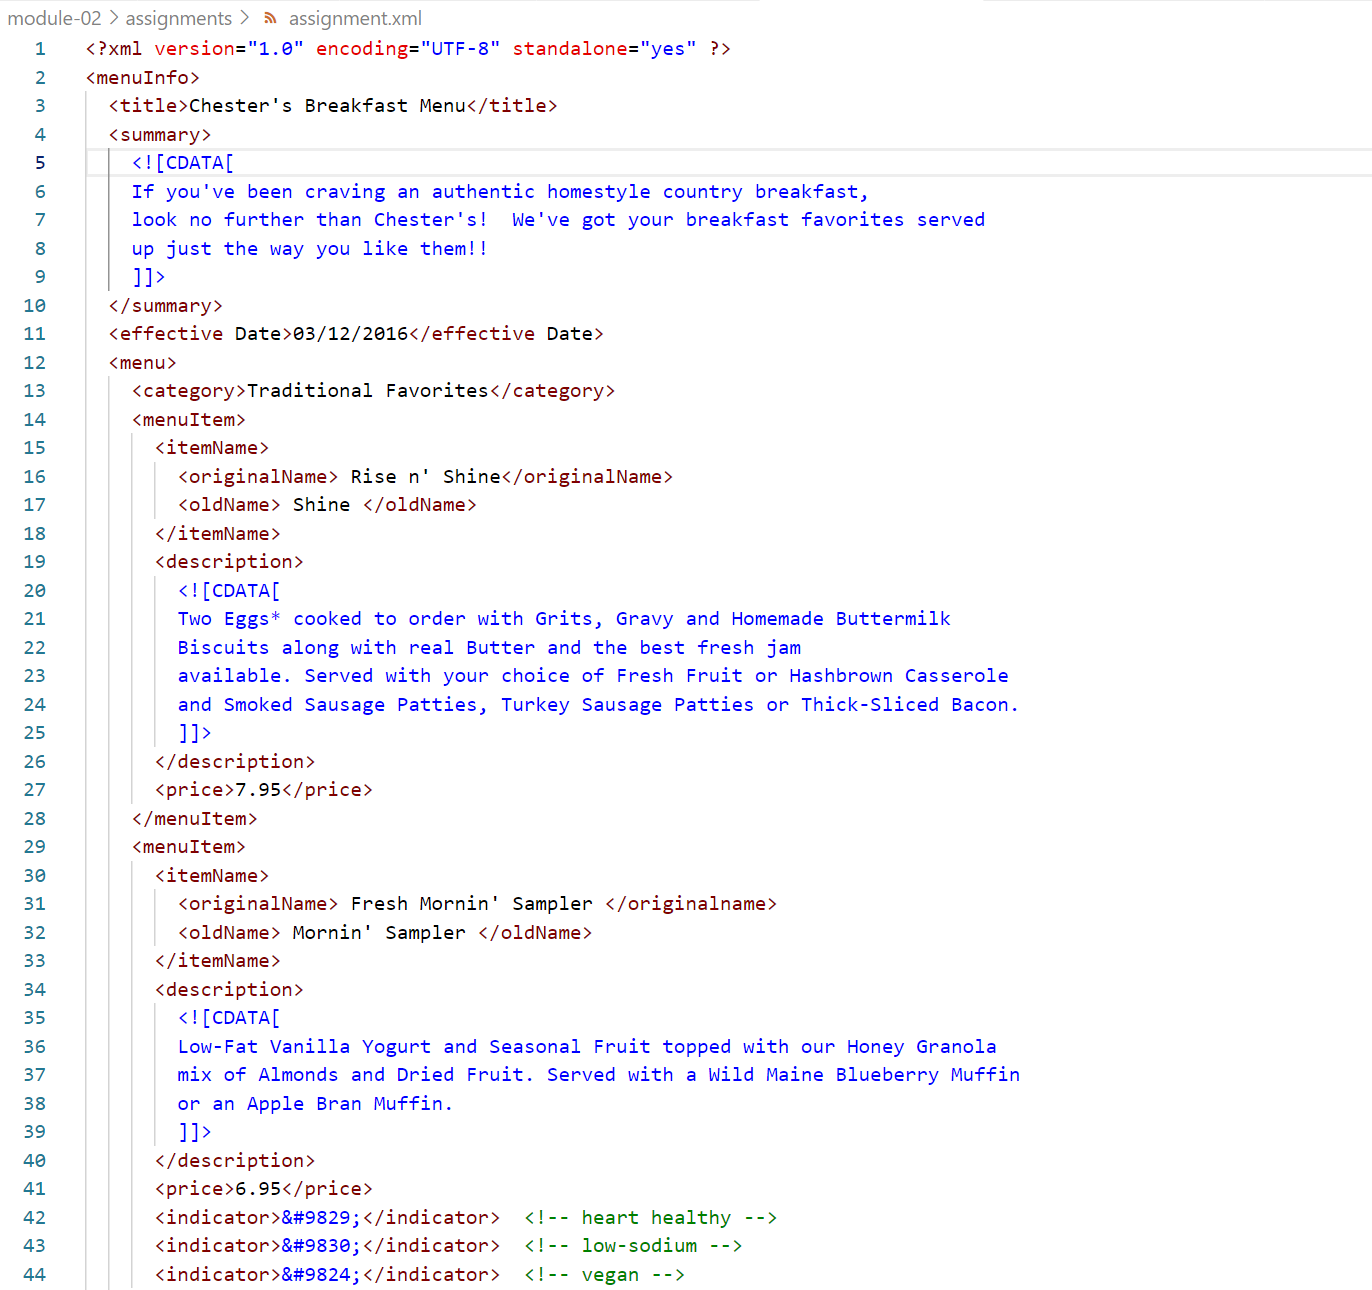 module-02 > assignments > assignment.xml
1 <?xml version="1.0" encoding="UTF-8" standalone="yes" ?>
2 <menuInfo>
3 <title>Chester's Breakfast Menu</title>
4 <summary>
5 <![CDATA[
6 If you've been craving an authentic homestyle country breakfast,
7 look no further than Chester's!  We've got your breakfast favorites served
8 up just the way you like them!!
9 ]]>
10 </summary>
11 <effective Date>03/12/2016</effective Date>
12 <menu>
13 <category>Traditional Favorites</category>
14 <menuItem>
15 <itemName>
16 <originalName> Rise n' Shine</originalName>
17 <oldName> Shine </oldName>
18 </itemName>
19 <description>
20 <![CDATA[
21 Two Eggs* cooked to order with Grits, Gravy and Homemade Buttermilk
22 Biscuits along with real Butter and the best fresh jam
23 available. Served with your choice of Fresh Fruit or Hashbrown Casserole
24 and Smoked Sausage Patties, Turkey Sausage Patties or Thick-Sliced Bacon.
25 ]]>
26 </description>
27 <price>7.95</price>
28 </menuItem>
29 <menuItem>
30 <itemName>
31 <originalName> Fresh Mornin' Sampler </originalname>
32 <oldName> Mornin' Sampler </oldName>
33 </itemName>
34 <description>
35 <![CDATA[
36 Low-Fat Vanilla Yogurt and Seasonal Fruit topped with our Honey Granola
37 mix of Almonds and Dried Fruit. Served with a Wild Maine Blueberry Muffin
38 or an Apple Bran Muffin.
39 ]]>
40 </description>
41 <price>6.95</price>
42 <indicator>&#9829;</indicator>  <!-- heart healthy -->
43 <indicator>&#9830;</indicator>  <!-- low-sodium -->
44 <indicator>&#9824;</indicator>  <!-- vegan -->